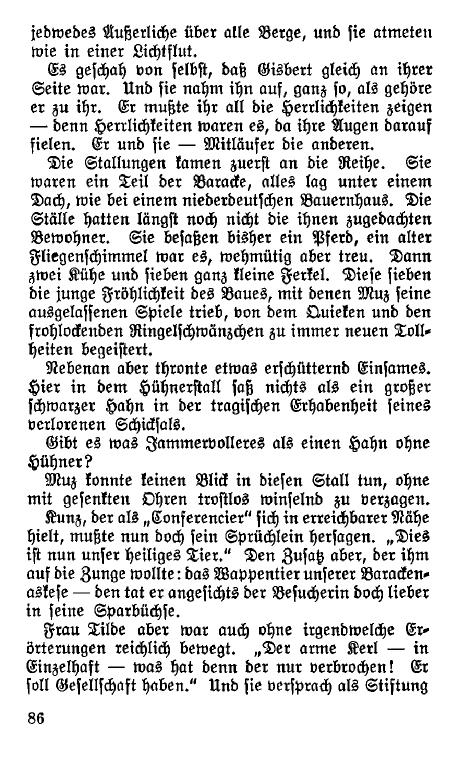 jedwedes Äußerliche über alle Berge, und sie atmeten
wie in einer Lichtflut.
Es geschah von selbst, daß Gisbert gleich an ihrer
Seite war. Und sie nahm ihn auf, ganz so, als gehöre
er zu ihr. Er mußte ihr all die Herrlichkeiten zeigen
— denn Herrlichkeiten waren es, da ihre Augen darauf
fielen. Er und sie — Mitläufer die anderen.
Die Stallungen kamen zuerst an die Reihe. Sie
waren ein Teil der Baracke, alles lag unter einem
Dach, wie bei einem niederdeutschen Bauernhaus. Die
Ställe hatten längst noch nicht die ihnen zugedachten
Bewohner. Sie besaßen bisher ein Pferd, ein alter
Fliegenschimmel war es, wehmütig aber treu. Dann
zwei Kühe und sieben ganz kleine Ferkel. Diese sieben
die junge Fröhlichkeit des Baues, mit denen Muz seine
ausgelassenen Spiele trieb, von dem Quieken und den
frohlockenden Ringelschwänzchen zu immer neuen Toll-
heiten begeistert.
Nebenan aber thronte etwas erschütternd Einsames.
Hier in dem Hühnerstall saß nichts als ein großer
schwarzer Hahn in der tragischen Erhabenheit seines
verlorenen Schicksals.
Gibt es was Jammervolleres als einen Hahn ohne
Hühner?
Muz konnte keinen Blick in diesen Stall tun, ohne
mit gesenkten Ohren trostlos winselnd zu verzagen.
Kunz, der als „Conferencier“ sich in erreichbarer Nähe
hielt, mußte nun doch sein Sprüchlein hersagen. „Dies
ist nun unser heiliges Tier.“ Den Zusatz aber, der ihm
auf die Zunge wollte: das Wappentier unserer Baracken-
askese — den tat er angesichts der Besucherin doch lieber
in seine Sparbüchse.
Frau Tilde aber war auch ohne irgendwelche Er-
örterungen reichlich bewegt. „Der arme Kerl — in
Einzelhaft — was hat denn der nur verbrochen! Er
soll Gesellschaft haben.“ Und sie versprach als Stiftung
86